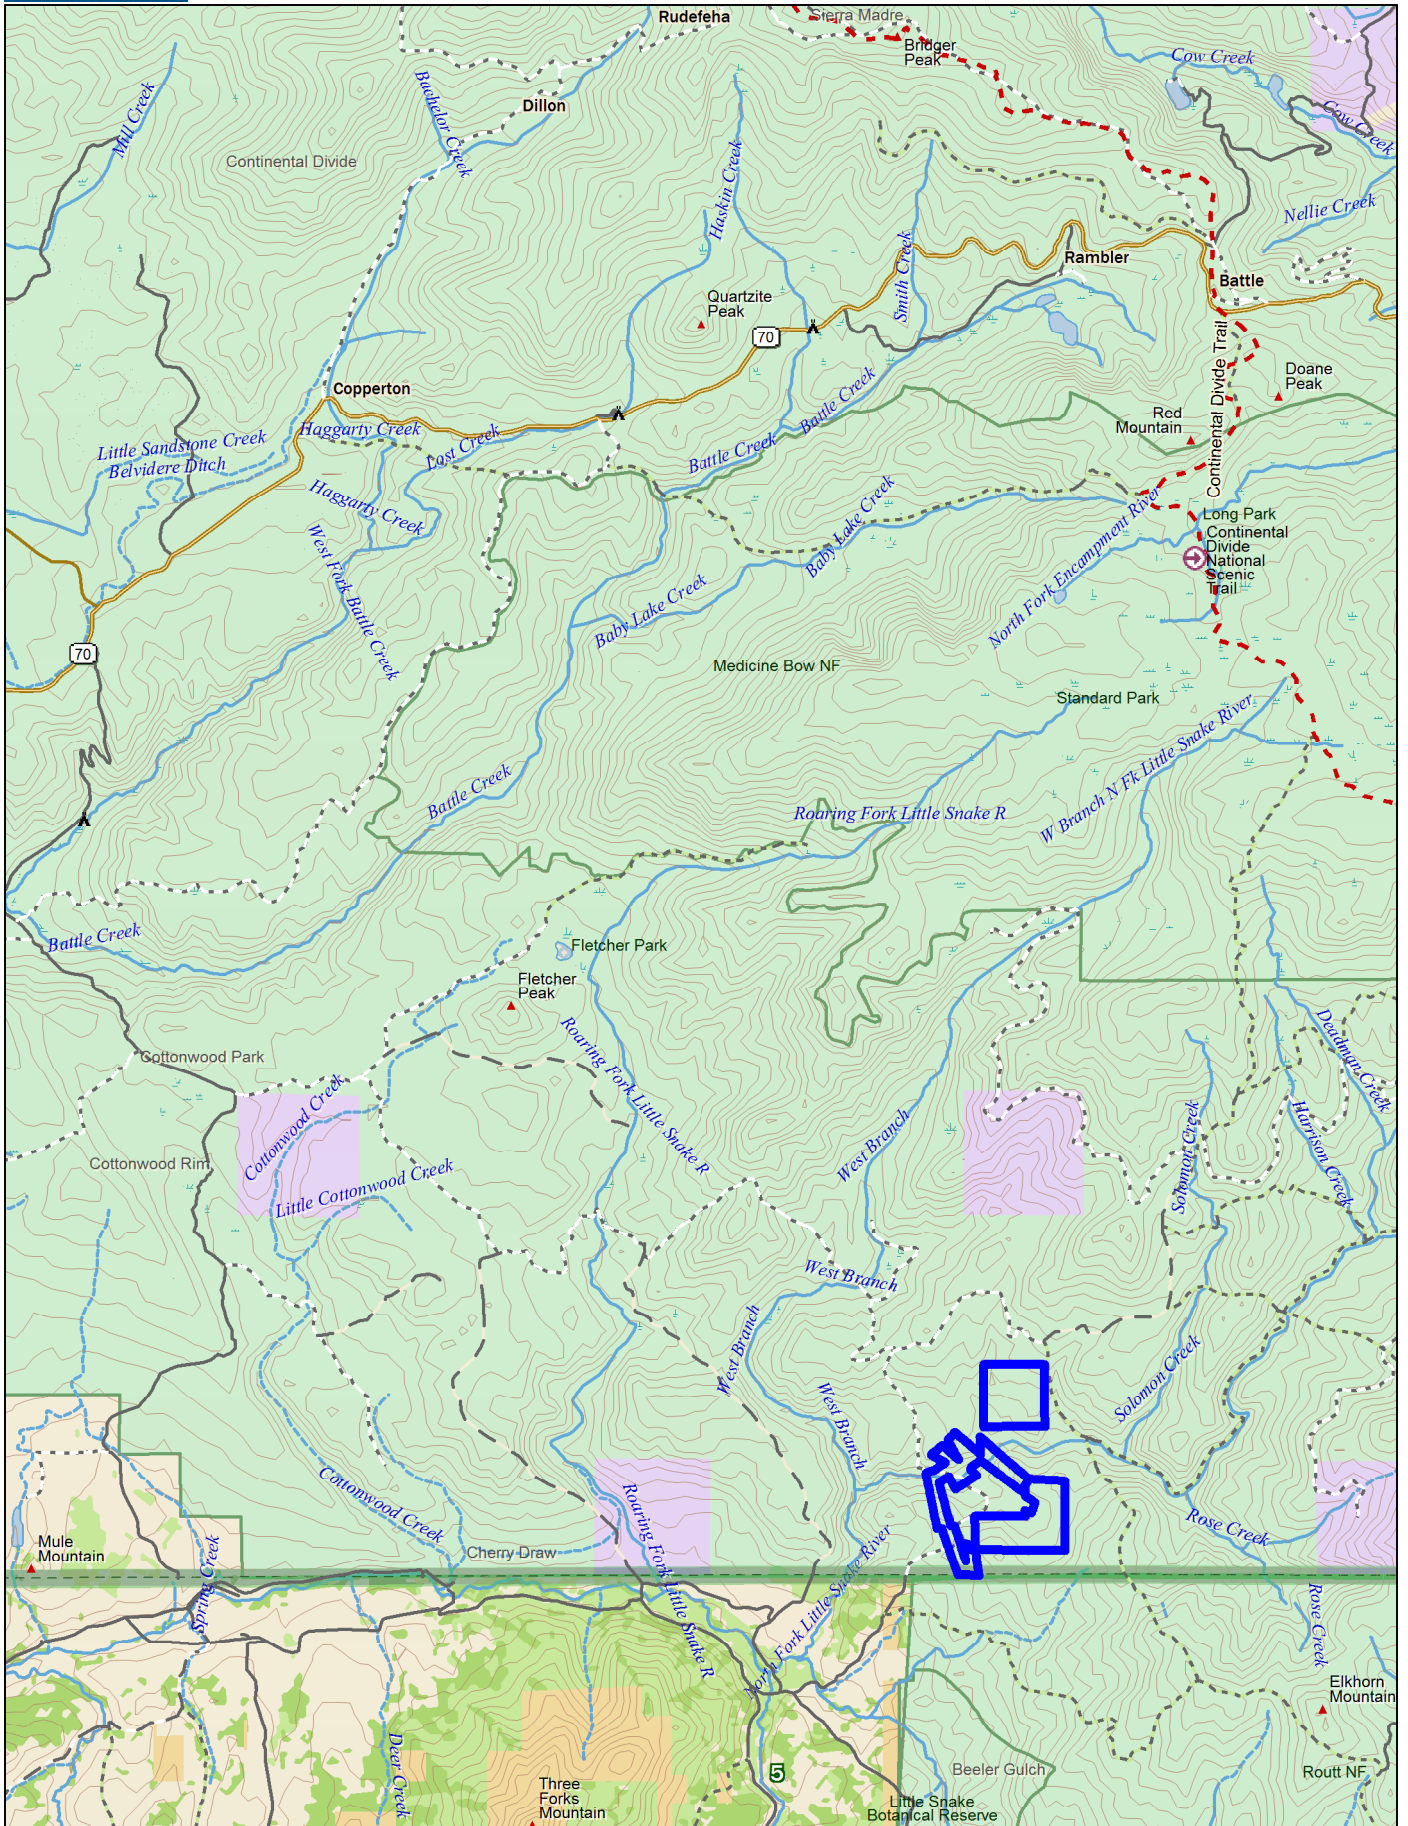 Rudefeha
Sierra Madre
Bridger
Peak
Cow Creek
Cow Creek
Mill Creek
Bachelor Creek
Dillon
Continental Divide
Haskin Creek
Nellie Creek
Smith Creek
Rambler
Battle
Quartzite
Peak
70
Copperton
Continental Divide Trail
Doane
Peak
Red
Mountain
Battle Creek
Battle Creek
Haggarty Creek
Lost Creek
Little Sandstone Creek
Belvidere Ditch
Haggarty Creek
West Fork Battle Creek
Baby Lake Creek
Baby Lake Creek
North Fork Encampment River
Long Park
Continental
Divide
National
Scenic
Trail
70
Medicine Bow NF
Standard Park
W Branch N Fk Little Snake River
Battle Creek
Roaring Fork Little Snake R
Battle Creek
Fletcher Park
Fletcher
Peak
Roaring Fork Little Snake R
Deadman Creek
Cottonwood Park
Cottonwood Creek
Cottonwood Rim
Little Cottonwood Creek
West Branch
Solomon Creek
Harrison Creek
West Branch
West Branch
West Branch
Solomon Creek
Cottonwood Creek
Roaring Fork Little Snake R
Rose Creek
Mule
Mountain
Cherry Draw
Spring Creek
North Fork Little Snake River
Rose Creek
Elkhorn
Mountain
Deer Creek
5
Beeler Gulch
Routt NF
Three
Forks
Mountain
Little Snake
Botanical Reserve